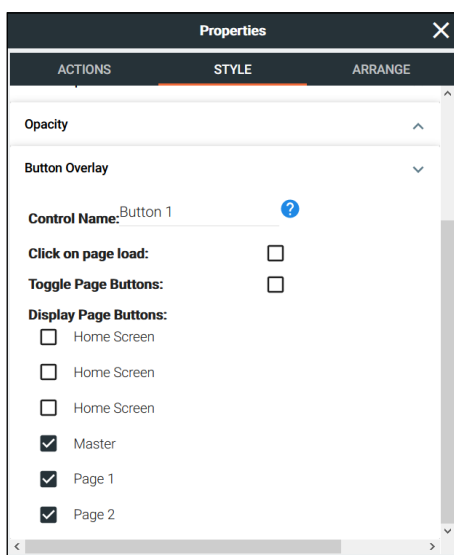 Properties
ACTIONS STYLE ARRANGE
Opacity
Button Overlay
Control Name: Button 1 ?
Click on page load:
Toggle Page Buttons:
Display Page Buttons:
Home Screen
Home Screen
Home Screen
Master
Page 1
Page 2